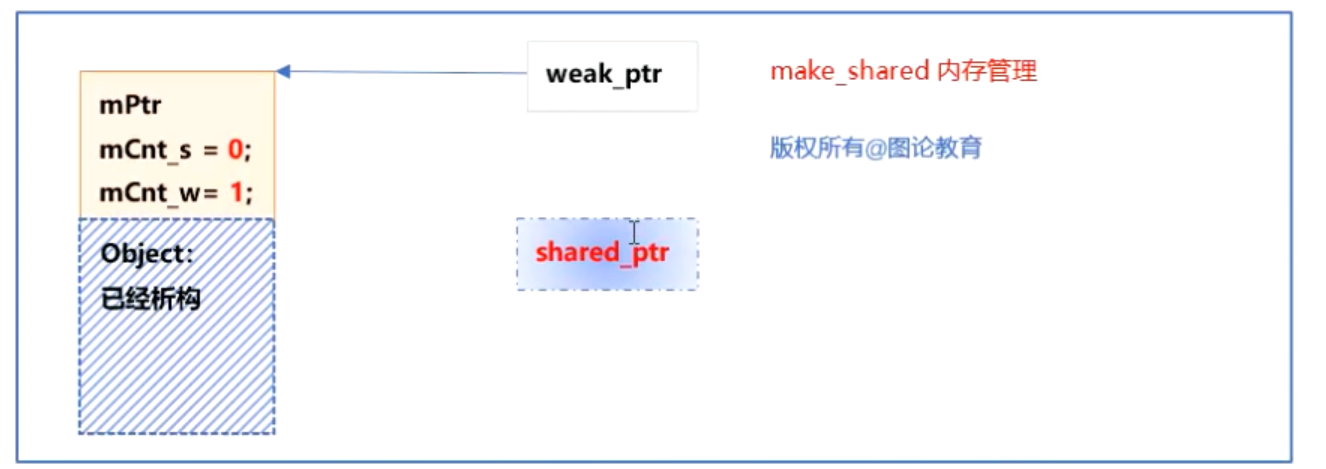 mPtr
mCnt_s = 0;
mCnt_w= 1;
Object:
已经析构
weak_ptr
shared_ptr
make_shared 内存管理
版权所有@图论教育